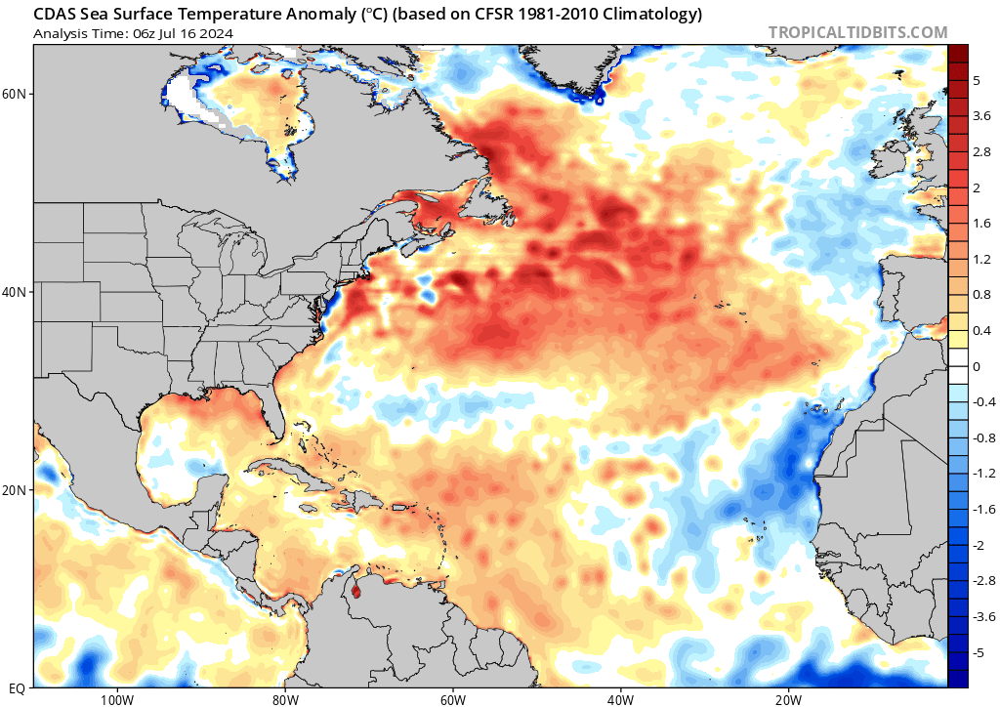 CDAS Sea Surface Temperature Anomaly (°C) (based on CFSR 1981-2010 Climatology)
Analysis Time: 06z Jul 16 2024
TROPICALTIDBITS.COM
60N
40N
20N
EQ
100W
80W
60W
40W
20W
5
3.6
2.8
2
1.6
1.2
0.8
0.4
0
-0.4
-0.8
-1.2
-1.6
-2
-2.8
-3.6
-5